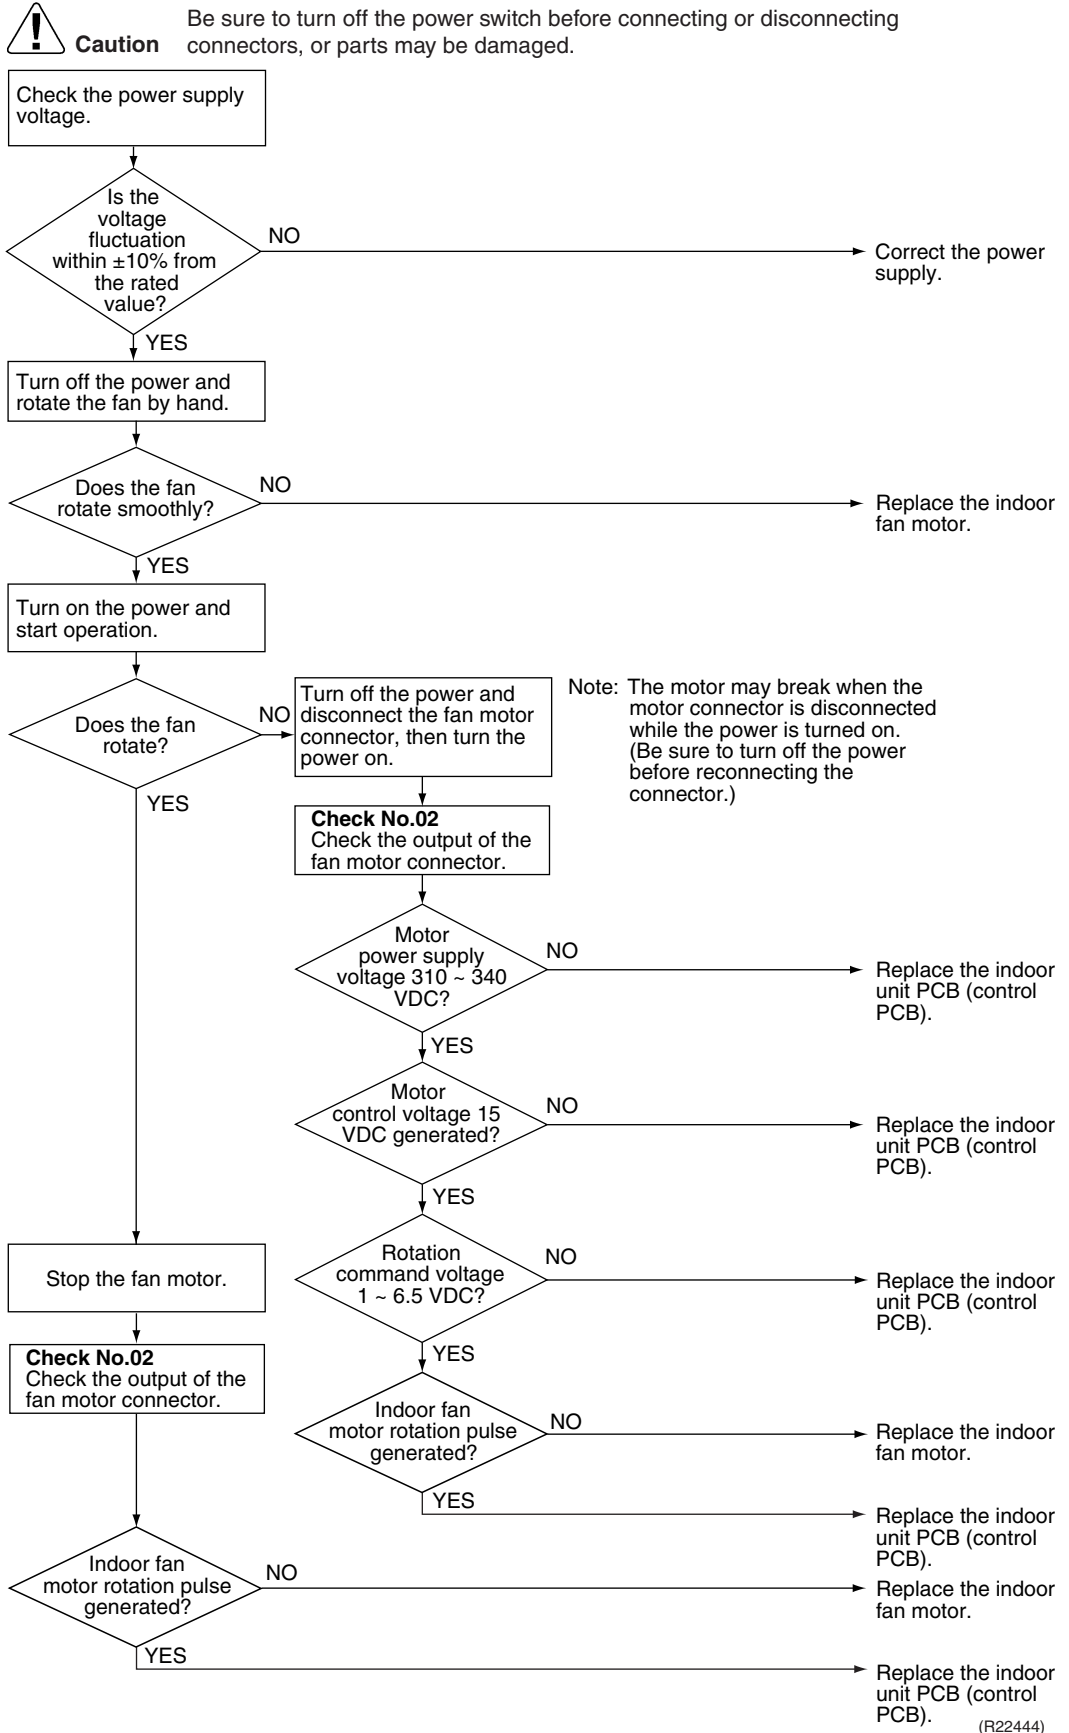 Be sure to turn off the power switch before connecting or disconnecting
Caution connectors, or parts may be damaged.
Check the power supply
voltage.
Is the
voltage
fluctuation
within ±10% from
the rated
value?
NO
Correct the power
supply.
YES
Turn off the power and
rotate the fan by hand.
Does the fan
rotate smoothly?
NO
Replace the indoor
fan motor.
YES
Turn on the power and
start operation.
Does the fan
rotate?
NO
Turn off the power and
disconnect the fan motor
connector, then turn the
power on.
Note: The motor may break when the
motor connector is disconnected
while the power is turned on.
(Be sure to turn off the power
before reconnecting the
connector.)
YES
Check No.02
Check the output of the
fan motor connector.
Motor
power supply
voltage 310 ~ 340
VDC?
NO
Replace the indoor
unit PCB (control
PCB).
YES
Motor
control voltage 15
VDC generated?
NO
Replace the indoor
unit PCB (control
PCB).
YES
Rotation
command voltage
1 ~ 6.5 VDC?
NO
Replace the indoor
unit PCB (control
PCB).
YES
Indoor fan
motor rotation pulse
generated?
NO
Replace the indoor
fan motor.
YES
Replace the indoor
unit PCB (control
PCB).
Stop the fan motor.
Check No.02
Check the output of the
fan motor connector.
Indoor fan
motor rotation pulse
generated?
NO
Replace the indoor
fan motor.
YES
Replace the indoor
unit PCB (control
PCB).
(R22444)